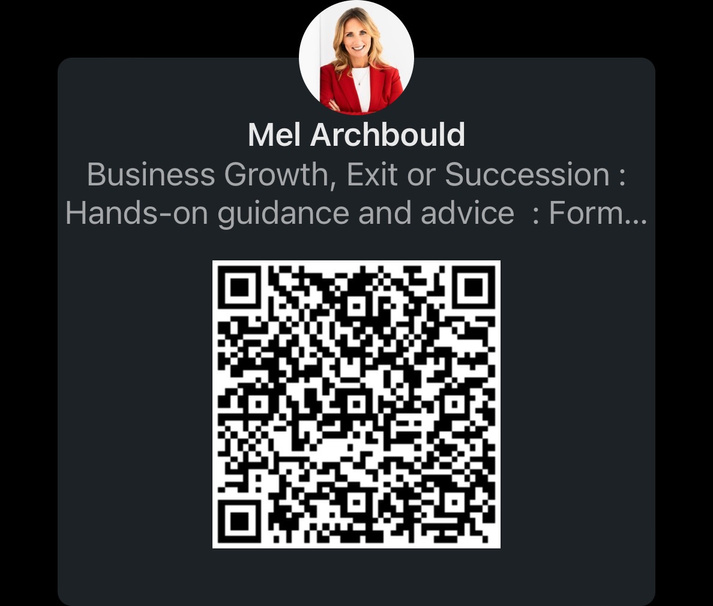 Mel Archbould
Business Growth, Exit or Succession :
Hands-on guidance and advice : Form...